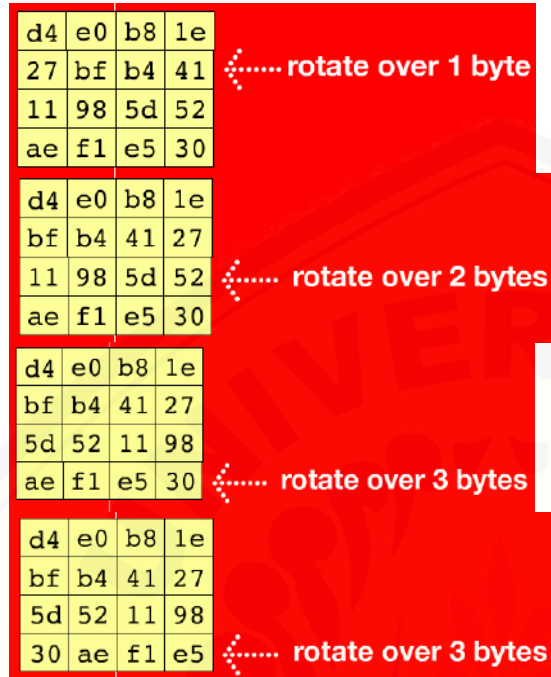 d4 e0 b8 1e
27 bf b4 41 rotate over 1 byte
11 98 5d 52
ae f1 e5 30
d4 e0 b8 1e
bf b4 41 27
11 98 5d 52 rotate over 2 bytes
ae f1 e5 30
d4 e0 b8 1e
bf b4 41 27
5d 52 11 98
ae f1 e5 30 rotate over 3 bytes
d4 e0 b8 1e
bf b4 41 27
5d 52 11 98
30 ae f1 e5 rotate over 3 bytes
NIVER